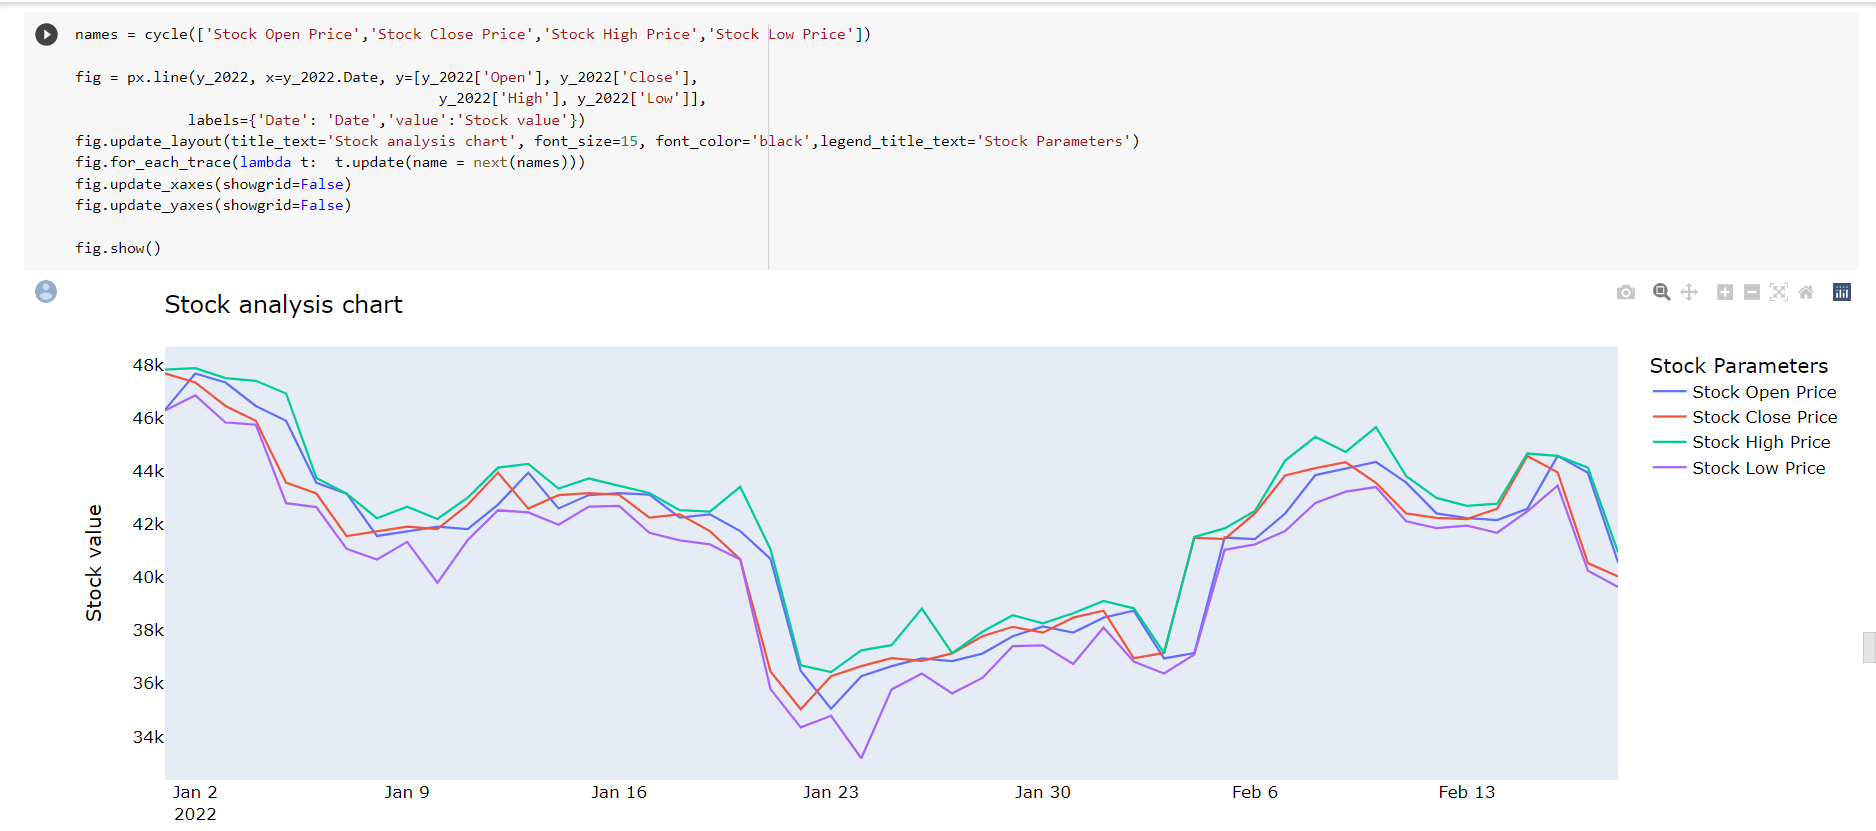 names = cycle(['Stock Open Price','Stock Close Price','Stock High Price','Stock Low Price'])
fig = px.line(y_2022, x=y_2022.Date, y=[y_2022['Open'], y_2022['Close'],
y_2022['High'], y_2022['Low']],
labels={'Date': 'Date','value':'Stock value'})
fig.update_layout(title_text='Stock analysis chart', font_size=15, font_color='black',legend_title_text='Stock Parameters')
fig.for_each_trace(lambda t:  t.update(name = next(names)))
fig.update_xaxes(showgrid=False)
fig.update_yaxes(showgrid=False)
fig.show()
Stock analysis chart
Stock value
48k
46k
44k
42k
40k
38k
36k
34k
Jan 2
2022
Jan 9
Jan 16
Jan 23
Jan 30
Feb 6
Feb 13
Stock Parameters
Stock Open Price
Stock Close Price
Stock High Price
Stock Low Price